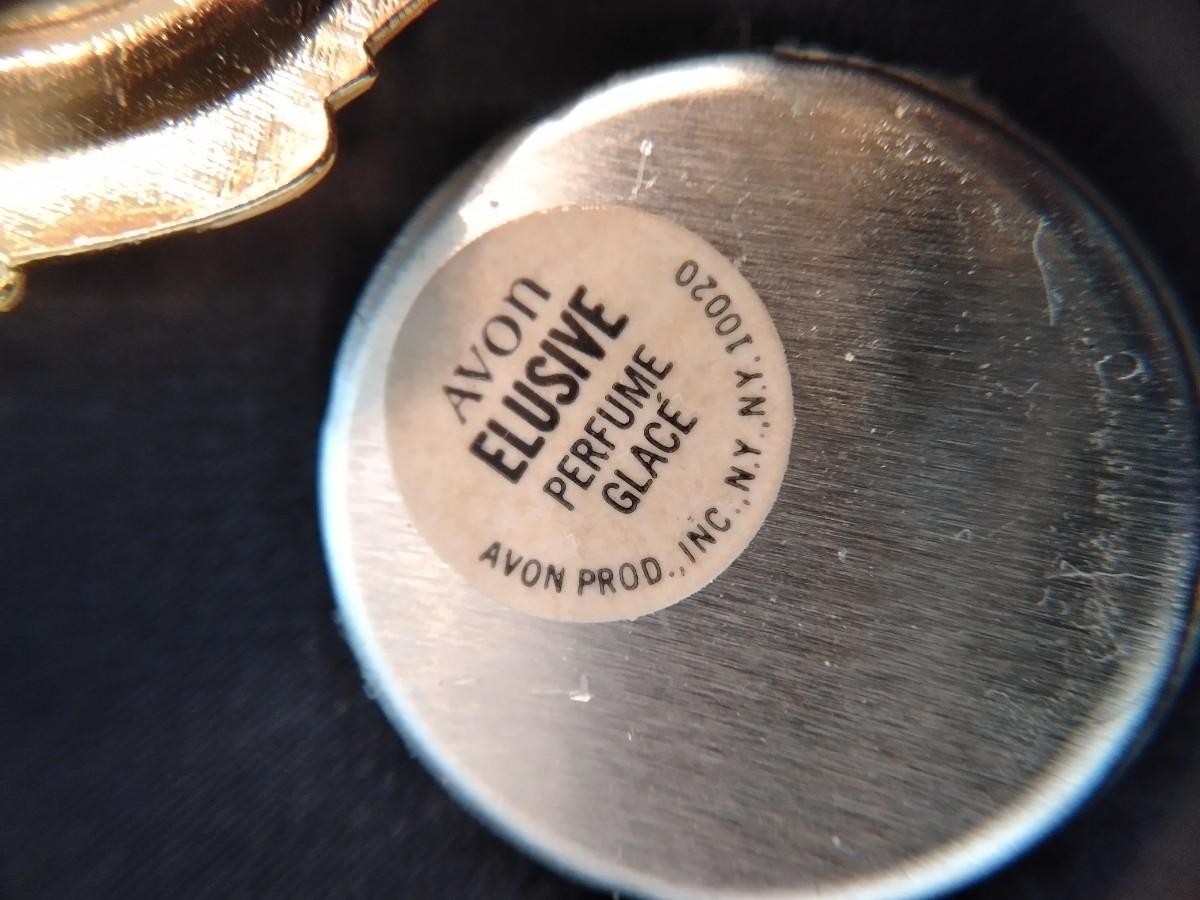 AVON
ELUSIVE
PERFUME
GLACÉ
AVON PROD., INC., N.Y., N.Y. 10020